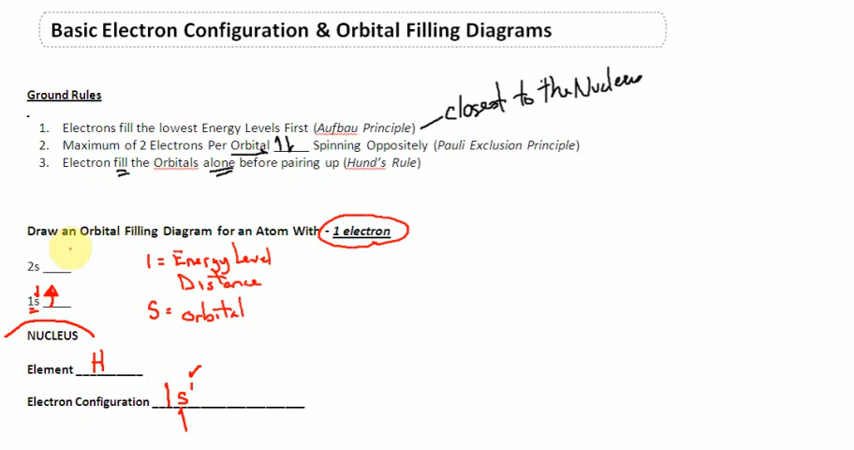 Basic Electron Configuration & Orbital Filling Diagrams
closest to the Nucleus
Ground Rules
1. Electrons fill the lowest Energy Levels First (Aufbau Principle)
2. Maximum of 2 Electrons Per Orbital ↑↓ Spinning Oppositely (Pauli Exclusion Principle)
3. Electron fill the Orbitals alone before pairing up (Hund's Rule)
Draw an Orbital Filling Diagram for an Atom With - 1 electron
2s ____
1 = Energy Level
Distance
1s ↑
S = orbital
NUCLEUS
Element H
Electron Configuration 1s¹